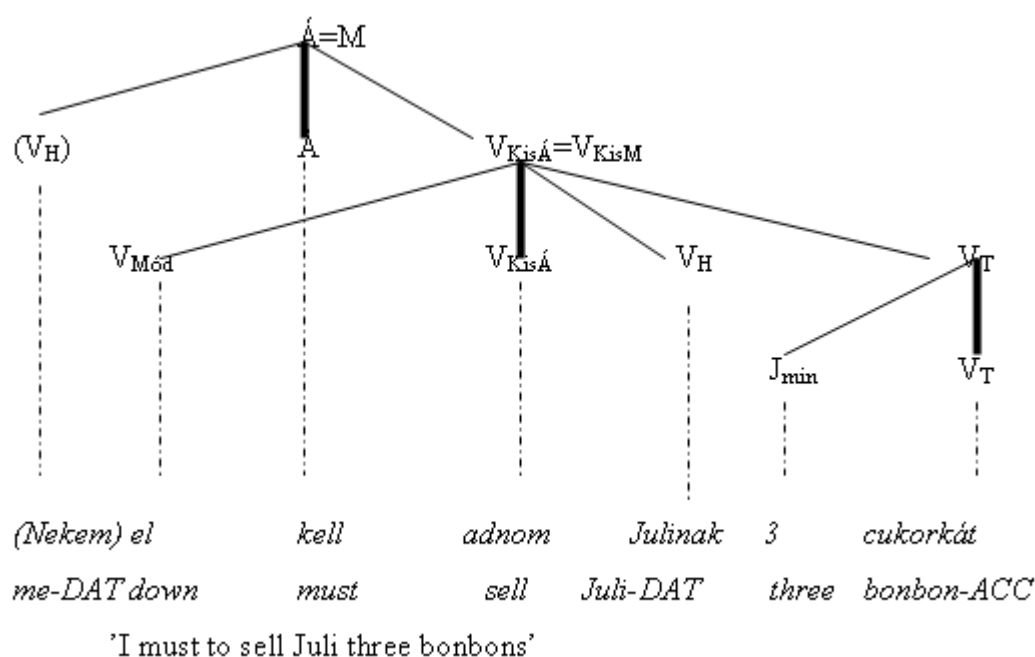 Á=M
(V_H) Á V_KisÁ=V_KisM
V_Mód V_KisÁ V_H V_T
J_min V_T
(Nekem) el kell adnom Julinak 3 cukorkát
me-DAT down must sell Juli-DAT three bonbon-ACC
'I must to sell Juli three bonbons'